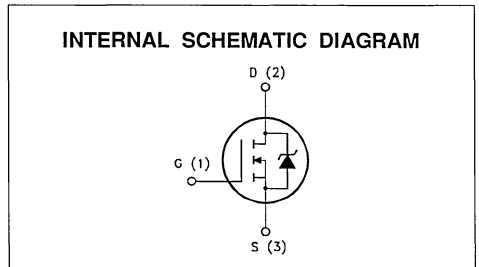 INTERNAL SCHEMATIC DIAGRAM
D (2)
G (1)
S (3)